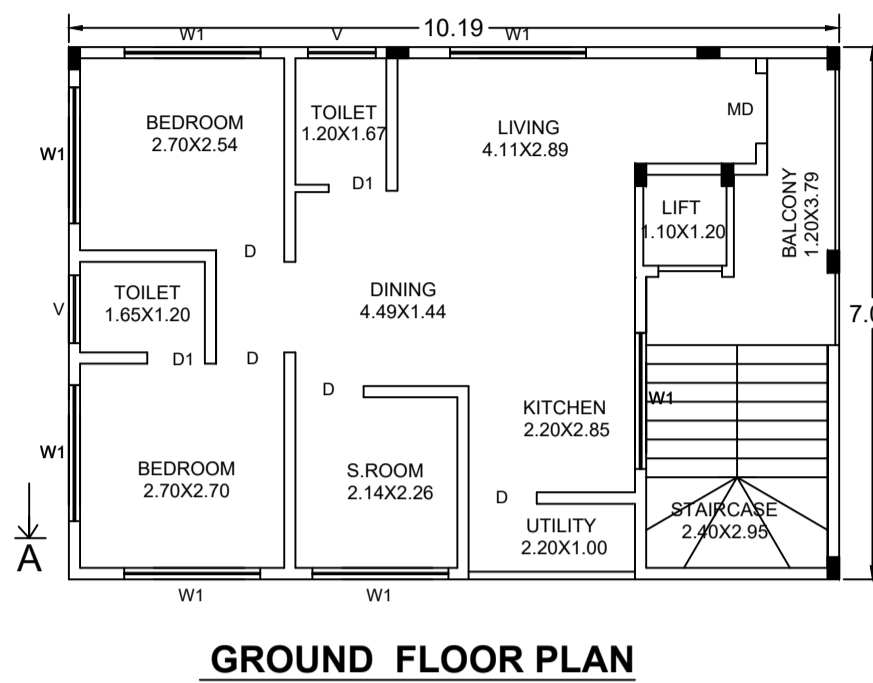 10.19
W1
V
W1
BEDROOM
2.70X2.54
TOILET
1.20X1.67
LIVING
4.11X2.89
MD
W1
D1
LIFT
1.10X1.20
BALCONY
1.20X3.79
D
TOILET
1.65X1.20
DINING
4.49X1.44
V
7.0
D1
D
D
W1
KITCHEN
2.20X2.85
W1
BEDROOM
2.70X2.70
S.ROOM
2.14X2.26
D
UTILITY
2.20X1.00
STAIRCASE
2.40X2.95
A
W1
W1
GROUND FLOOR PLAN